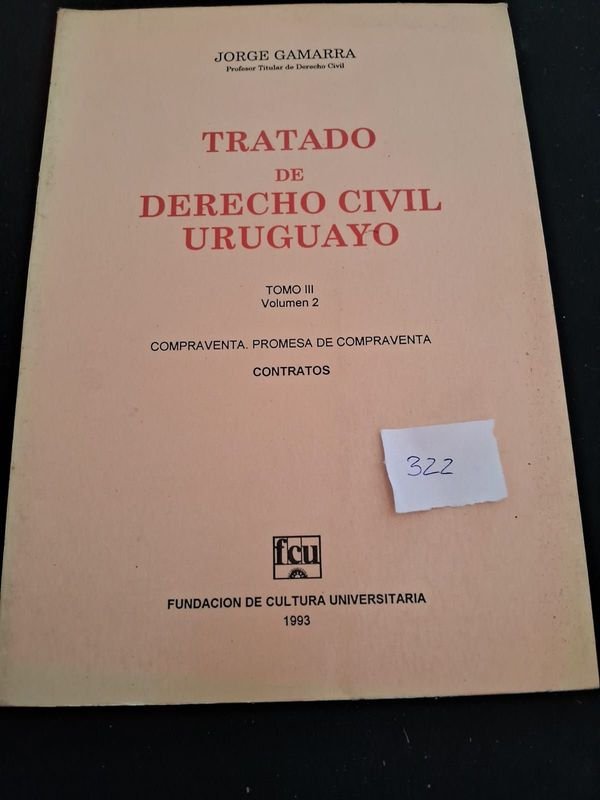 JORGE GAMARRA
Profesor Titular de Derecho Civil
TRATADO
DE
DERECHO CIVIL
URUGUAYO
TOMO III
Volumen 2
COMPRAVENTA. PROMESA DE COMPRAVENTA
CONTRATOS
322
fcu
FUNDACION DE CULTURA UNIVERSITARIA
1993